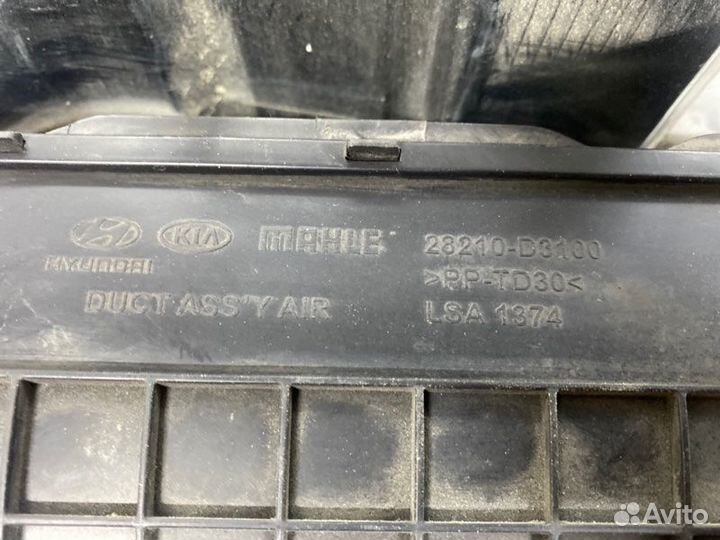 HYUNDAI KIA MAHLE 28210-D3100
>PP-TD30<
DUCT ASS'Y AIR LSA 1374
Avito